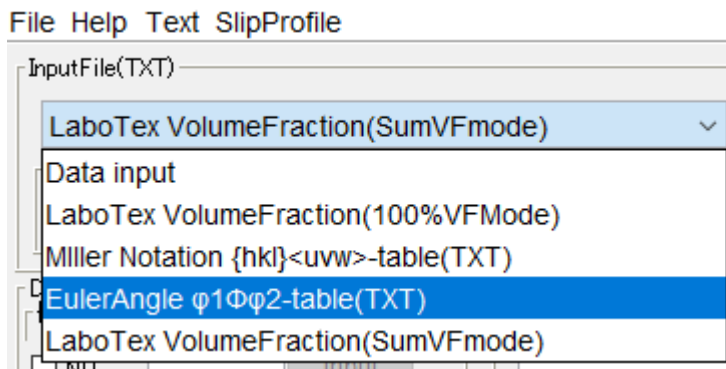 File Help Text SlipProfile
InputFile(TXT)
LaboTex VolumeFraction(SumVFmode)
Data input
LaboTex VolumeFraction(100%VFMode)
MIller Notation {hkl}<uvw>-table(TXT)
EulerAngle φ1Φφ2-table(TXT)
LaboTex VolumeFraction(SumVFmode)